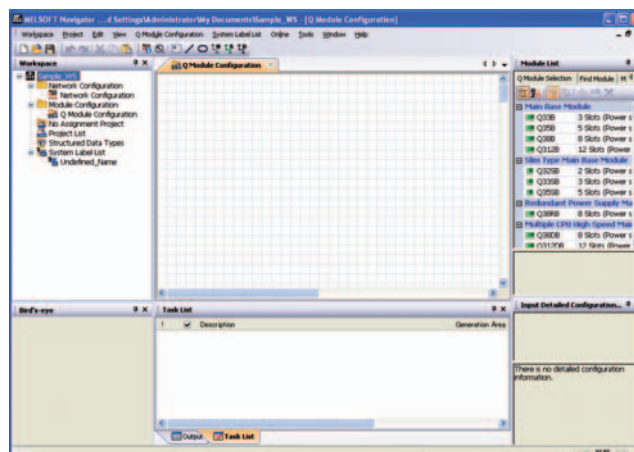 MELSOFT Navigator ...d Settings\Administrator\My Documents\Sample_WS - [Q Module Configuration]
Workspace Project Edit View Q Module Configuration System Label List Online Tools Window Help
Workspace
Sample_WS
Network Configuration
Network Configuration
Module Configuration
Q Module Configuration
No Assignment Project
Project List
Structured Data Types
System Label List
Undefined_Name
Q Module Configuration
Module List
Q Module Selection Find Module M
Main Base Module
Q33B 3 Slots (Power s
Q35B 5 Slots (Power s
Q38B 8 Slots (Power s
Q312B 12 Slots (Power
Slim Type Main Base Module
Q32SB 2 Slots (Power s
Q33SB 3 Slots (Power s
Q35SB 5 Slots (Power s
Redundant Power Supply Ma
Q38RB 8 Slots (Power s
Multiple CPU High Speed Mai
Q38DB 8 Slots (Power s
Q312DB 12 Slots (Power
Bird's-eye
Task List
! Description Generation Area
Output Task List
Input Detailed Configuration...
There is no detailed configuration
information.